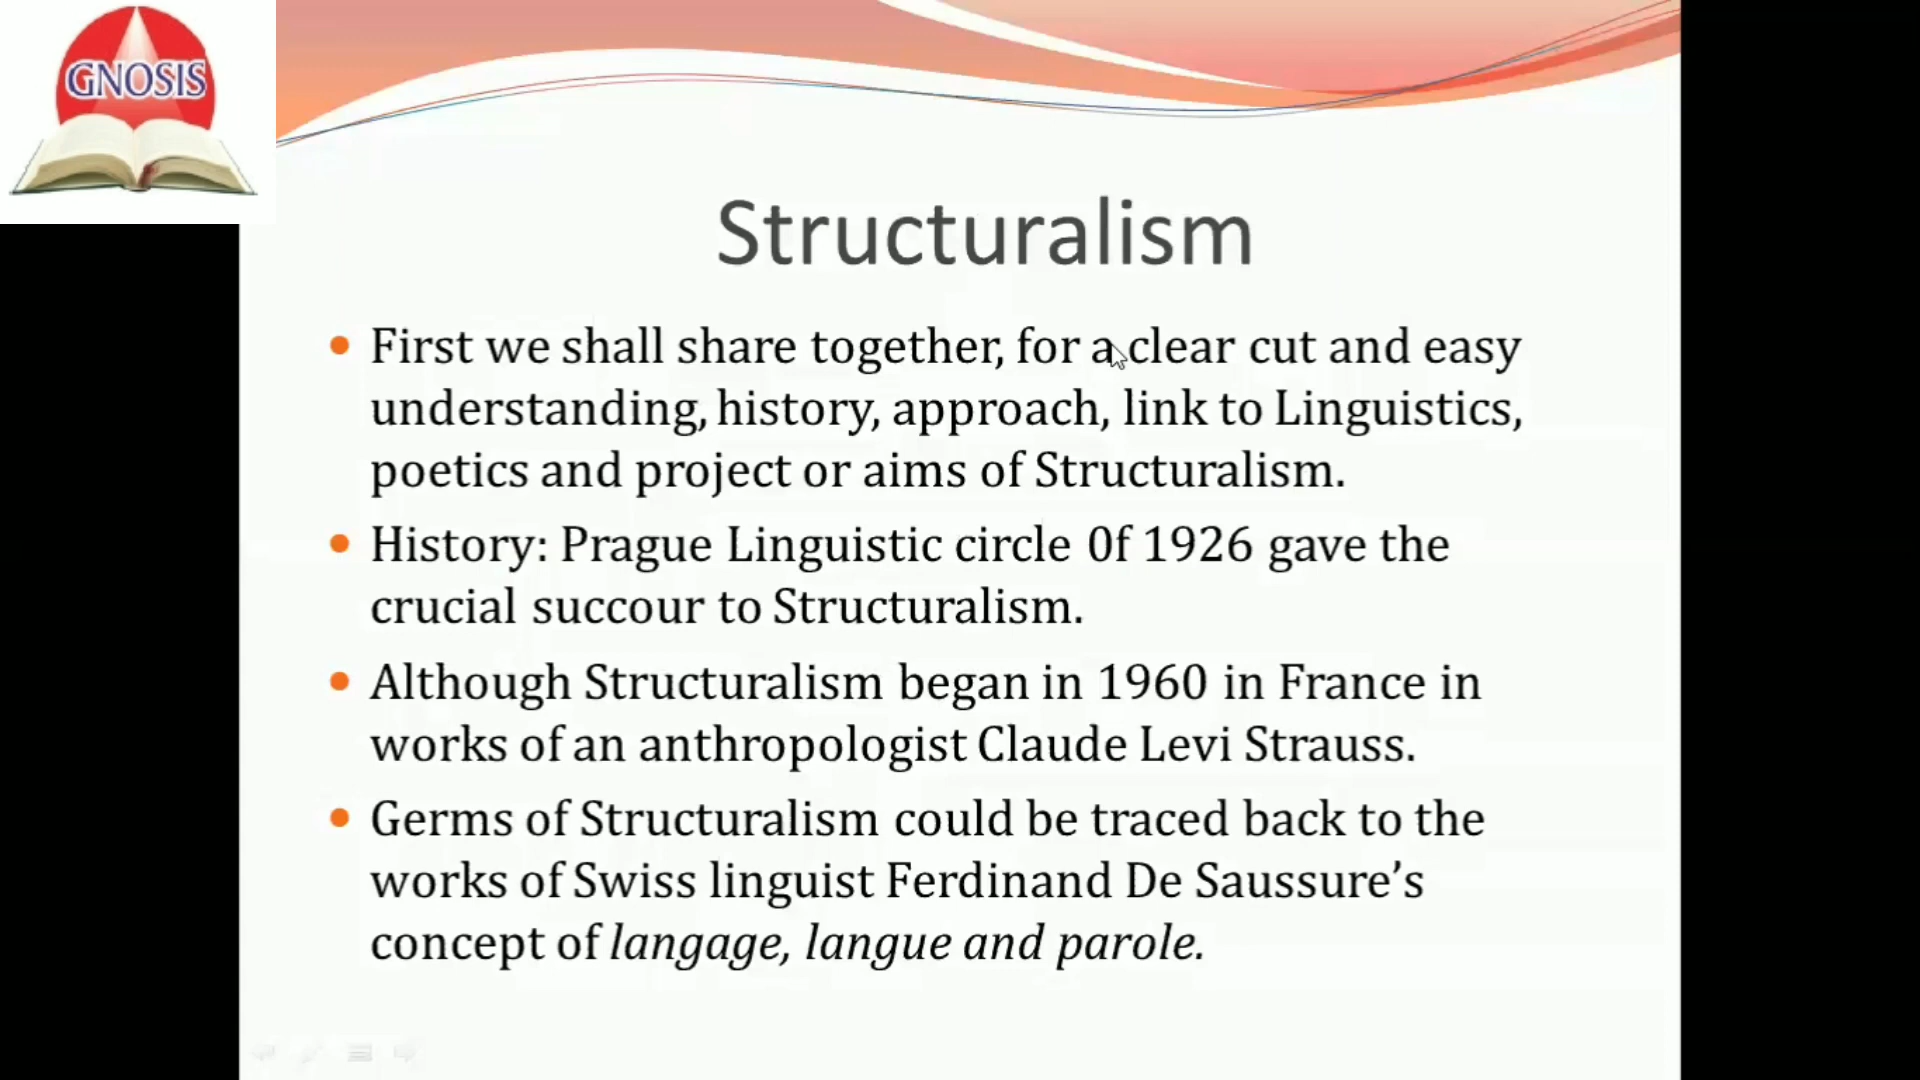 GNOSIS
Structuralism
• First we shall share together, for a clear cut and easy
understanding, history, approach, link to Linguistics,
poetics and project or aims of Structuralism.
• History: Prague Linguistic circle 0f 1926 gave the
crucial succour to Structuralism.
• Although Structuralism began in 1960 in France in
works of an anthropologist Claude Levi Strauss.
• Germs of Structuralism could be traced back to the
works of Swiss linguist Ferdinand De Saussure’s
concept of langage, langue and parole.